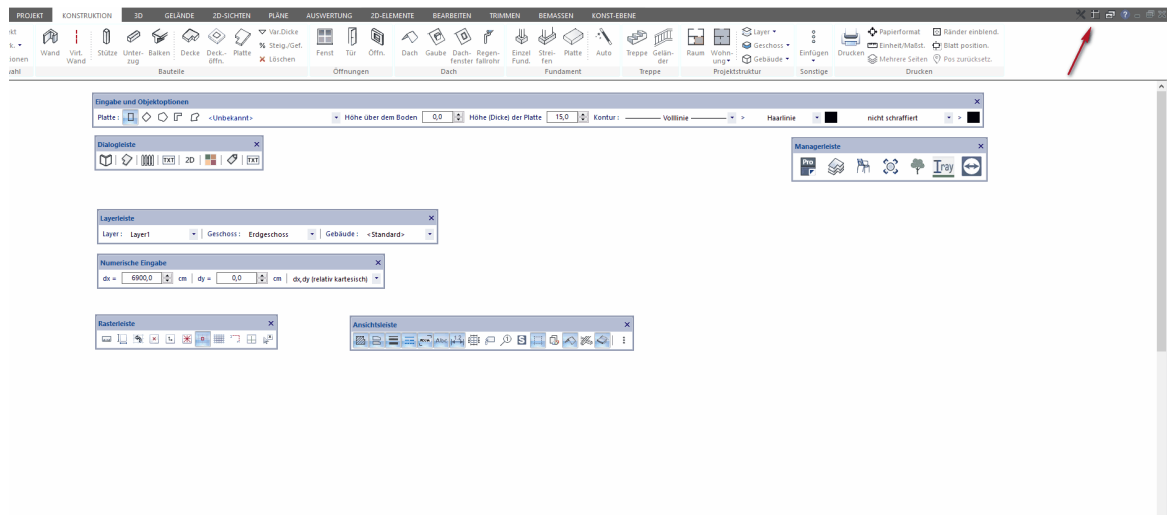 PROJEKT KONSTRUKTION 3D GELÄNDE 2D-SICHTEN PLÄNE AUSWERTUNG 2D-ELEMENTE BEARBEITEN TRIMMEN BEMASSEN KONST-EBENE
Wand Virt. Wand Stütze Unter-zug Balken Decke Deck.-öffn. Platte
Var.Dicke
% Steig./Gef.
Löschen
Fenst Tür Öffn. Dach Gaube Dach-fenster Regen-fallrohr Einzel Fund. Strei-fen Platte Auto Treppe Gelän-der Raum Wohn-ung
Layer
Geschoss
Gebäude
Einfügen Drucken
Papierformat Ränder einblend.
Einheit/Maßst. Blatt position.
Mehrere Seiten Pos zurücksetz.
Bauteile Öffnungen Dach Fundament Treppe Projektstruktur Sonstige Drucken
Eingabe und Objektoptionen
Platte : <Unbekannt> Höhe über dem Boden 0,0 Höhe (Dicke) der Platte 15,0 Kontur : Volllinie > Haarlinie nicht schraffiert >
Dialogleiste
TXT 2D TXT
Managerleiste
Pro Iray
Layerleiste
Layer : Layer1 Geschoss : Erdgeschoss Gebäude : <Standard>
Numerische Eingabe
dx = 6900,0 cm dy = 0,0 cm dx,dy (relativ kartesisch)
Rasterleiste
Ansichtsleiste
Abc 1.2 S